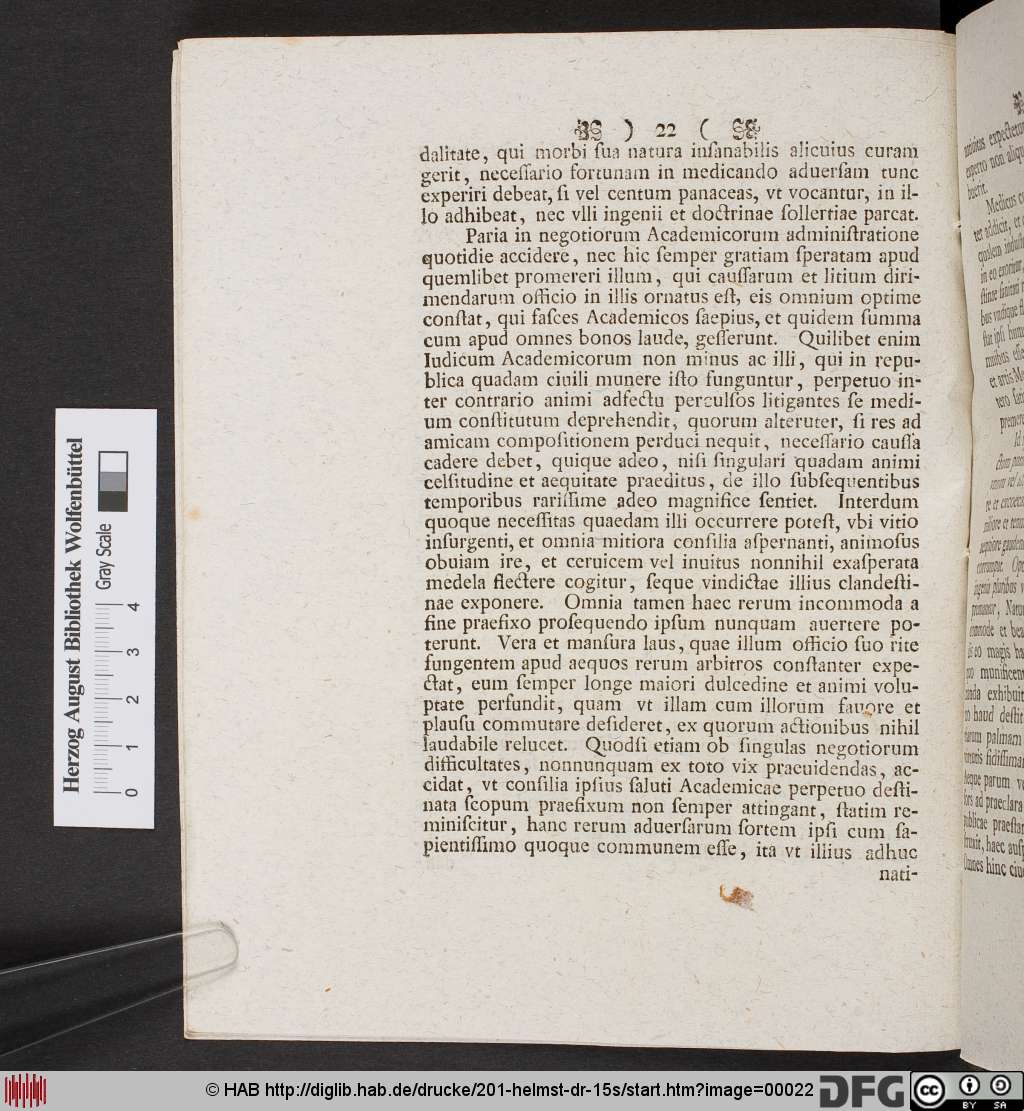 ) 22 (
dalitate, qui morbi ſua natura inſanabilis alicuius curam
gerit, neceſſario fortunam in medicando aduerſam tunc
experiri debeat, ſi vel centum panaceas, vt vocantur, in il-
lo adhibeat, nec vlli ingenii et doctrinae ſollertiae parcat.
Paria in negotiorum Academicorum adminiſtratione
quotidie accidere, nec hic ſemper gratiam ſperatam apud
quemlibet promereri illum, qui cauſſarum et litium diri-
mendarum officio in illis ornatus eſt, eis omnium optime
conſtat, qui faſces Academicos ſaepius, et quidem ſumma
cum apud omnes bonos laude, geſſerunt. Quilibet enim
Iudicum Academicorum non minus ac illi, qui in repu-
blica quadam ciuili munere iſto funguntur, perpetuo in-
ter contrario animi adfectu perculſos litigantes ſe medi-
um conſtitutum deprehendit, quorum alteruter, ſi res ad
amicam compoſitionem perduci nequit, neceſſario cauſſa
cadere debet, quique adeo, niſi ſingulari quadam animi
celſitudine et aequitate praeditus, de illo ſubſequentibus
temporibus rariſſime adeo magnifice ſentiet. Interdum
quoque neceſſitas quaedam illi occurrere poteſt, vbi vitio
inſurgenti, et omnia mitiora conſilia aſpernanti, animoſus
obuiam ire, et ceruicem vel inuitus nonnihil exaſperata
medela flectere cogitur, ſeque vindictae illius clandeſti-
nae exponere. Omnia tamen haec rerum incommoda a
fine praefixo proſequendo ipſum nunquam auertere po-
terunt. Vera et manſura laus, quae illum officio ſuo rite
fungentem apud aequos rerum arbitros conſtanter expe-
ctat, eum ſemper longe maiori dulcedine et animi volu-
ptate perfundit, quam vt illam cum illorum fauore et
plauſu commutare deſideret, ex quorum actionibus nihil
laudabile relucet. Quodſi etiam ob ſingulas negotiorum
difficultates, nonnunquam ex toto vix praeuidendas, ac-
cidat, vt conſilia ipſius ſaluti Academicae perpetuo deſti-
nata ſcopum praefixum non ſemper attingant, ſtatim re-
miniſcitur, hanc rerum aduerſarum ſortem ipſi cum ſa-
pientiſſimo quoque communem eſſe, ita vt illius adhuc
nati-
Herzog August Bibliothek Wolfenbüttel
Gray Scale
0 1 2 3 4
© HAB http://diglib.hab.de/drucke/201-helmst-dr-15s/start.htm?image=00022
DFG
cc BY SA